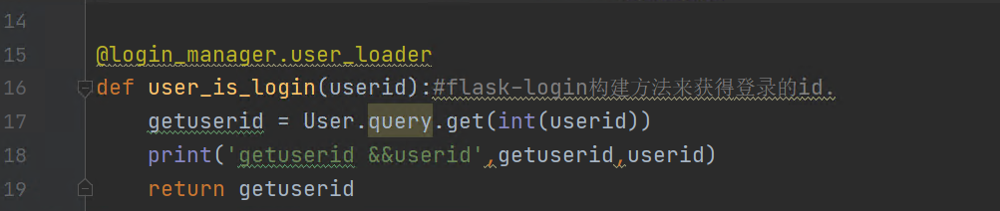 14
15 @login_manager.user_loader
16 def user_is_login(userid):#flask-login构建方法来获得登录的id.
17 getuserid = User.query.get(int(userid))
18 print('getuserid &&userid',getuserid,userid)
19 return getuserid